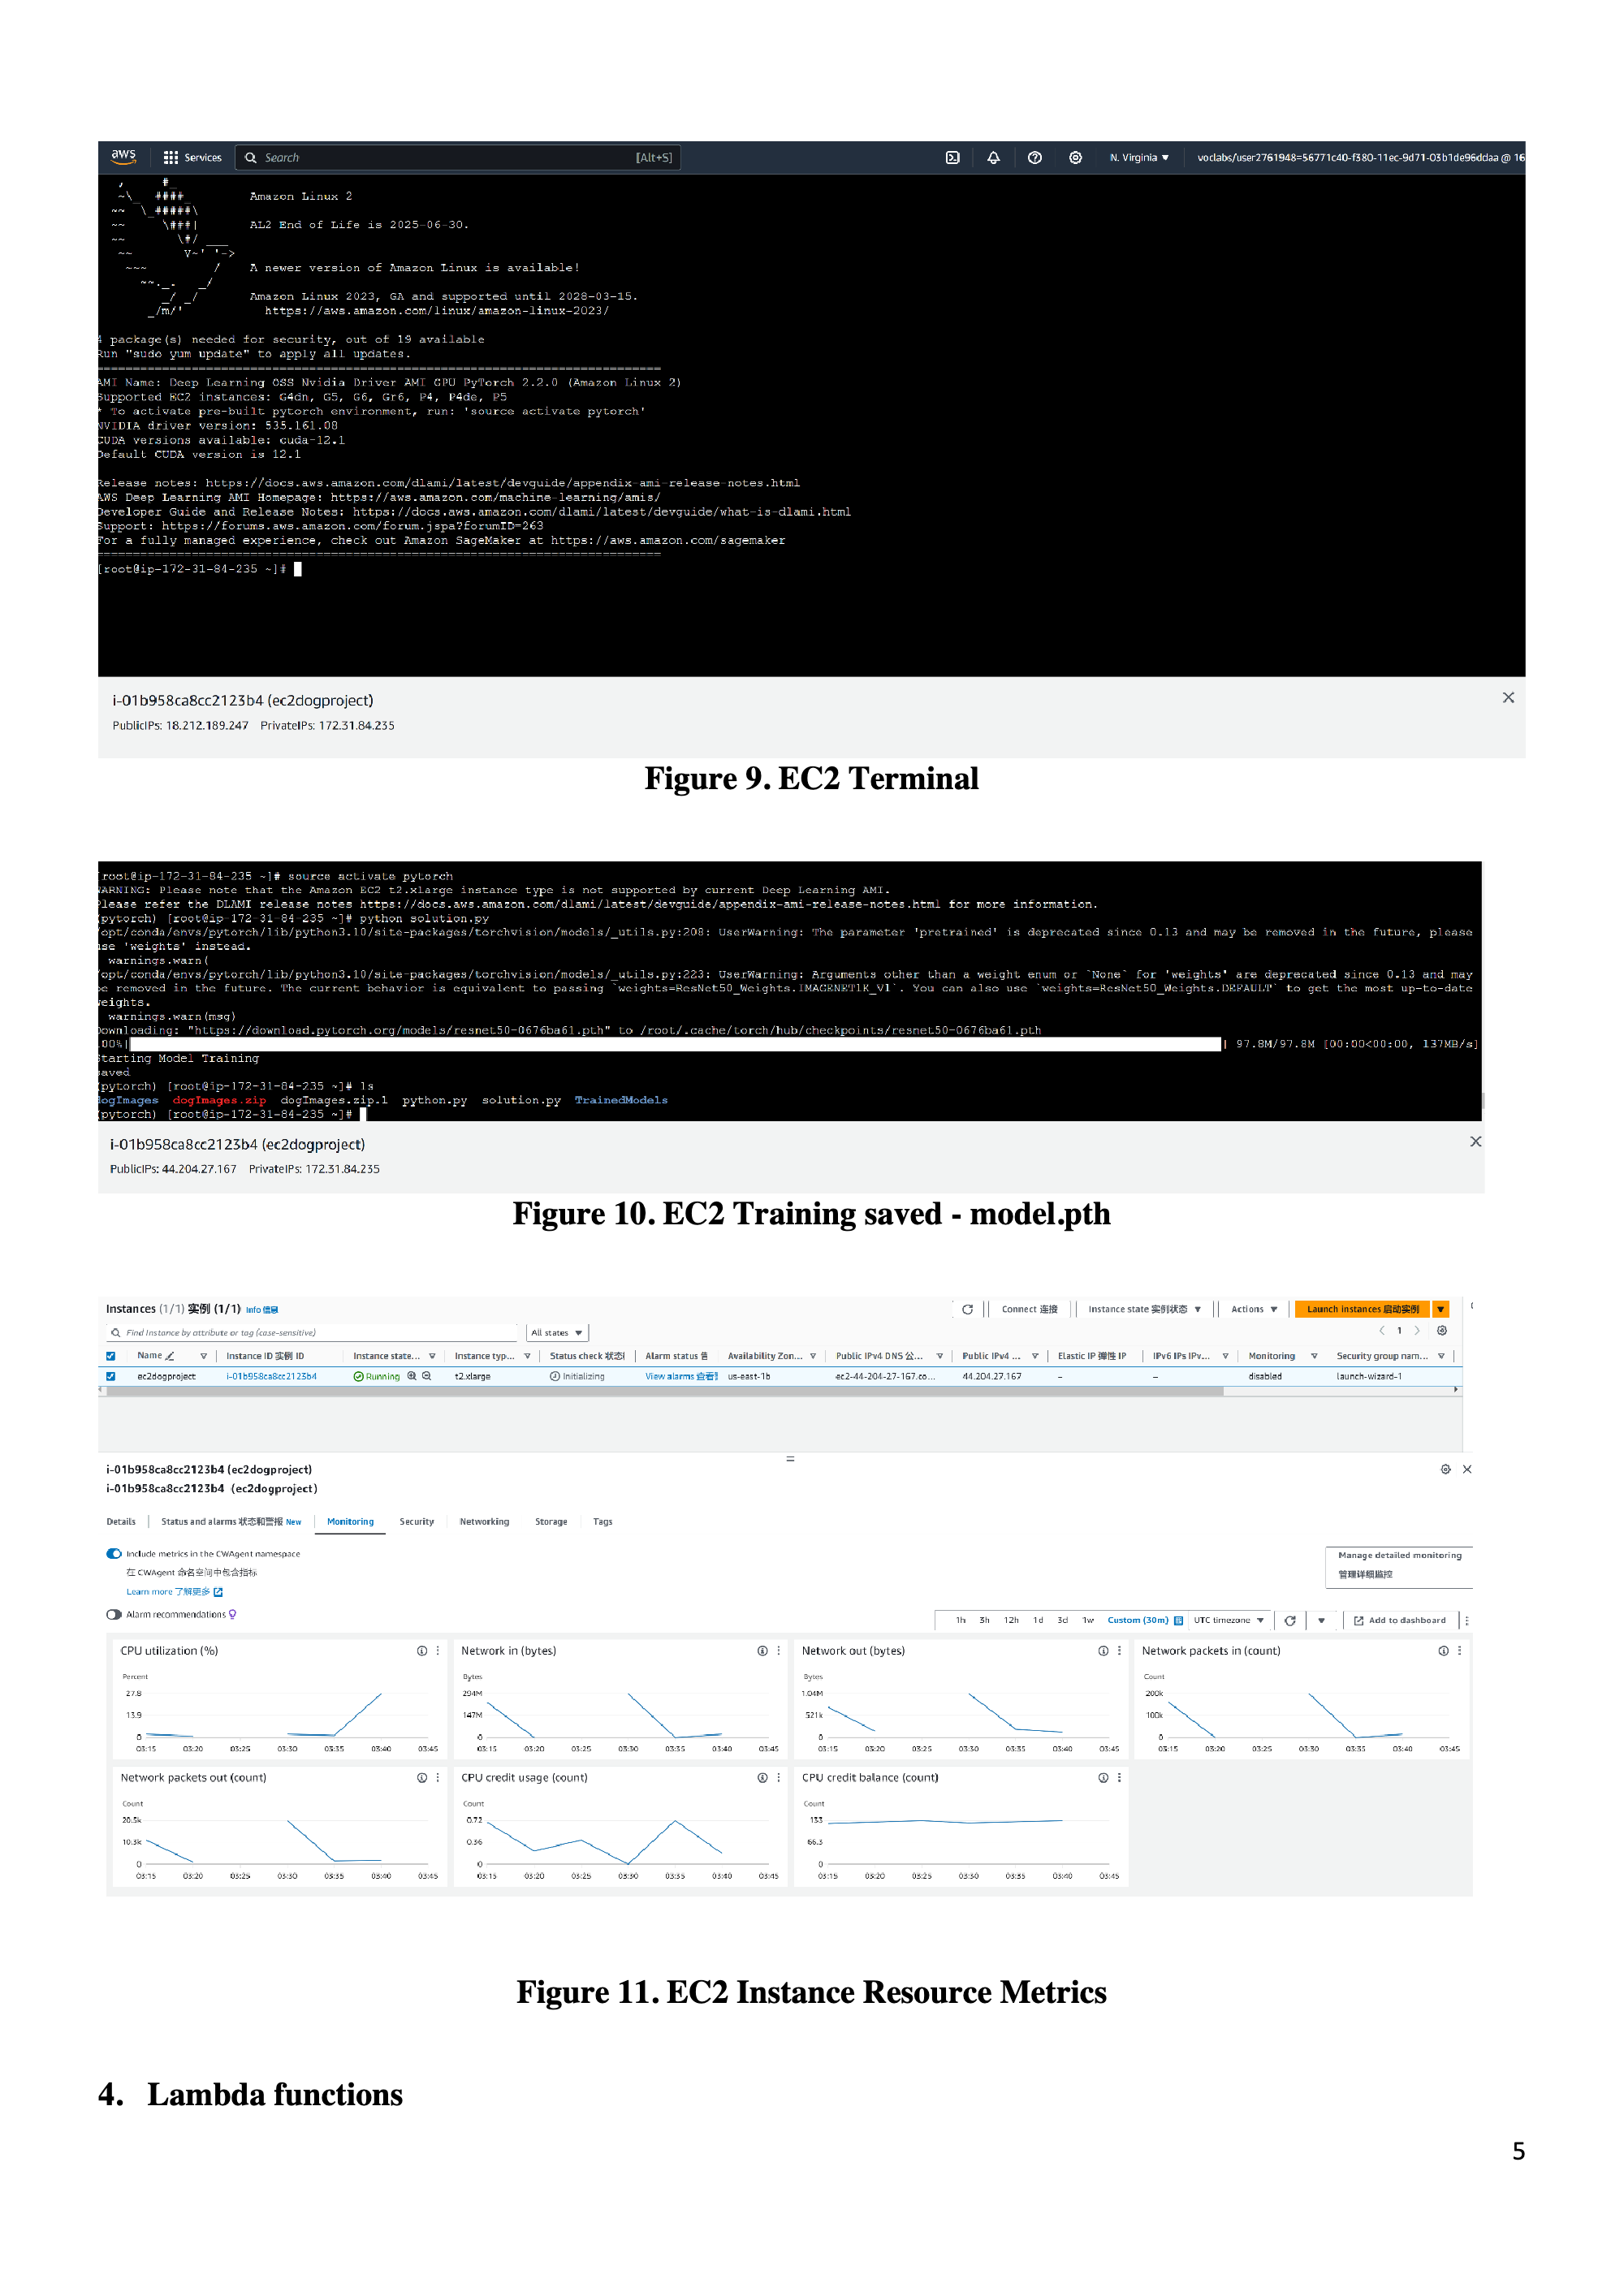 aws Services Search [Alt+S] N. Virginia voclabs/user2761948=56771c40-f380-11ec-9d71-03b1de96ddaa @ 16
Amazon Linux 2
AL2 End of Life is 2025-06-30.
A newer version of Amazon Linux is available!
Amazon Linux 2023, GA and supported until 2028-03-15.
https://aws.amazon.com/linux/amazon-linux-2023/
4 package(s) needed for security, out of 19 available
Run "sudo yum update" to apply all updates.
=============================================================================
AMI Name: Deep Learning OSS Nvidia Driver AMI GPU PyTorch 2.2.0 (Amazon Linux 2)
Supported EC2 instances: G4dn, G5, G6, Gr6, P4, P4de, P5
* To activate pre-built pytorch environment, run: 'source activate pytorch'
NVIDIA driver version: 535.161.08
CUDA versions available: cuda-12.1
Default CUDA version is 12.1
Release notes: https://docs.aws.amazon.com/dlami/latest/devguide/appendix-ami-release-notes.html
AWS Deep Learning AMI Homepage: https://aws.amazon.com/machine-learning/amis/
Developer Guide and Release Notes: https://docs.aws.amazon.com/dlami/latest/devguide/what-is-dlami.html
Support: https://forums.aws.amazon.com/forum.jspa?forumID=263
For a fully managed experience, check out Amazon SageMaker at https://aws.amazon.com/sagemaker
=============================================================================
[root@ip-172-31-84-235 ~]#
i-01b958ca8cc2123b4 (ec2dogproject)
PublicIPs: 18.212.189.247 PrivateIPs: 172.31.84.235
Figure 9. EC2 Terminal
[root@ip-172-31-84-235 ~]# source activate pytorch
WARNING: Please note that the Amazon EC2 t2.xlarge instance type is not supported by current Deep Learning AMI.
Please refer the DLAMI release notes https://docs.aws.amazon.com/dlami/latest/devguide/appendix-ami-release-notes.html for more information.
(pytorch) [root@ip-172-31-84-235 ~]# python solution.py
/opt/conda/envs/pytorch/lib/python3.10/site-packages/torchvision/models/_utils.py:208: UserWarning: The parameter 'pretrained' is deprecated since 0.13 and may be removed in the future, please
use 'weights' instead.
warnings.warn(
/opt/conda/envs/pytorch/lib/python3.10/site-packages/torchvision/models/_utils.py:223: UserWarning: Arguments other than a weight enum or `None` for 'weights' are deprecated since 0.13 and may
be removed in the future. The current behavior is equivalent to passing `weights=ResNet50_Weights.IMAGENET1K_V1`. You can also use `weights=ResNet50_Weights.DEFAULT` to get the most up-to-date
weights.
warnings.warn(msg)
Downloading: "https://download.pytorch.org/models/resnet50-0676ba61.pth" to /root/.cache/torch/hub/checkpoints/resnet50-0676ba61.pth
100%| | 97.8M/97.8M [00:00<00:00, 137MB/s]
Starting Model Training
saved
(pytorch) [root@ip-172-31-84-235 ~]# ls
dogImages dogImages.zip dogImages.zip.1 python.py solution.py TrainedModels
(pytorch) [root@ip-172-31-84-235 ~]#
i-01b958ca8cc2123b4 (ec2dogproject)
PublicIPs: 44.204.27.167 PrivateIPs: 172.31.84.235
Figure 10. EC2 Training saved - model.pth
Instances (1/1) 实例 (1/1) Info 信息 Connect 连接 Instance state 实例状态 Actions Launch instances 启动实例
Find Instance by attribute or tag (case-sensitive) All states 1
Name Instance ID 实例 ID Instance state... Instance typ... Status check 状态 Alarm status 告 Availability Zon... Public IPv4 DNS 公... Public IPv4 ... Elastic IP 弹性 IP IPv6 IPs IPv... Monitoring Security group nam...
ec2dogproject i-01b958ca8cc2123b4 Running t2.xlarge Initializing View alarms 查看 us-east-1b ec2-44-204-27-167.co... 44.204.27.167 – – disabled launch-wizard-1
i-01b958ca8cc2123b4 (ec2dogproject)
i-01b958ca8cc2123b4 (ec2dogproject)
Details Status and alarms 状态和警报 New Monitoring Security Networking Storage Tags
Include metrics in the CWAgent namespace
在 CWAgent 命名空间中包含指标
Learn more 了解更多
Manage detailed monitoring
管理详细监控
Alarm recommendations
1h 3h 12h 1d 3d 1w Custom (30m) UTC timezone Add to dashboard
CPU utilization (%) Network in (bytes) Network out (bytes) Network packets in (count)
Percent Bytes Bytes Count
27.8 294M 1.04M 200k
13.9 147M 521k 100k
0 0 0 0
03:15 03:20 03:25 03:30 03:35 03:40 03:45 03:15 03:20 03:25 03:30 03:35 03:40 03:45 03:15 03:20 03:25 03:30 03:35 03:40 03:45 03:15 03:20 03:25 03:30 03:35 03:40 03:45
Network packets out (count) CPU credit usage (count) CPU credit balance (count)
Count Count Count
20.5k 0.72 133
10.3k 0.36 66.3
0 0 0
03:15 03:20 03:25 03:30 03:35 03:40 03:45 03:15 03:20 03:25 03:30 03:35 03:40 03:45 03:15 03:20 03:25 03:30 03:35 03:40 03:45
Figure 11. EC2 Instance Resource Metrics
4. Lambda functions
5